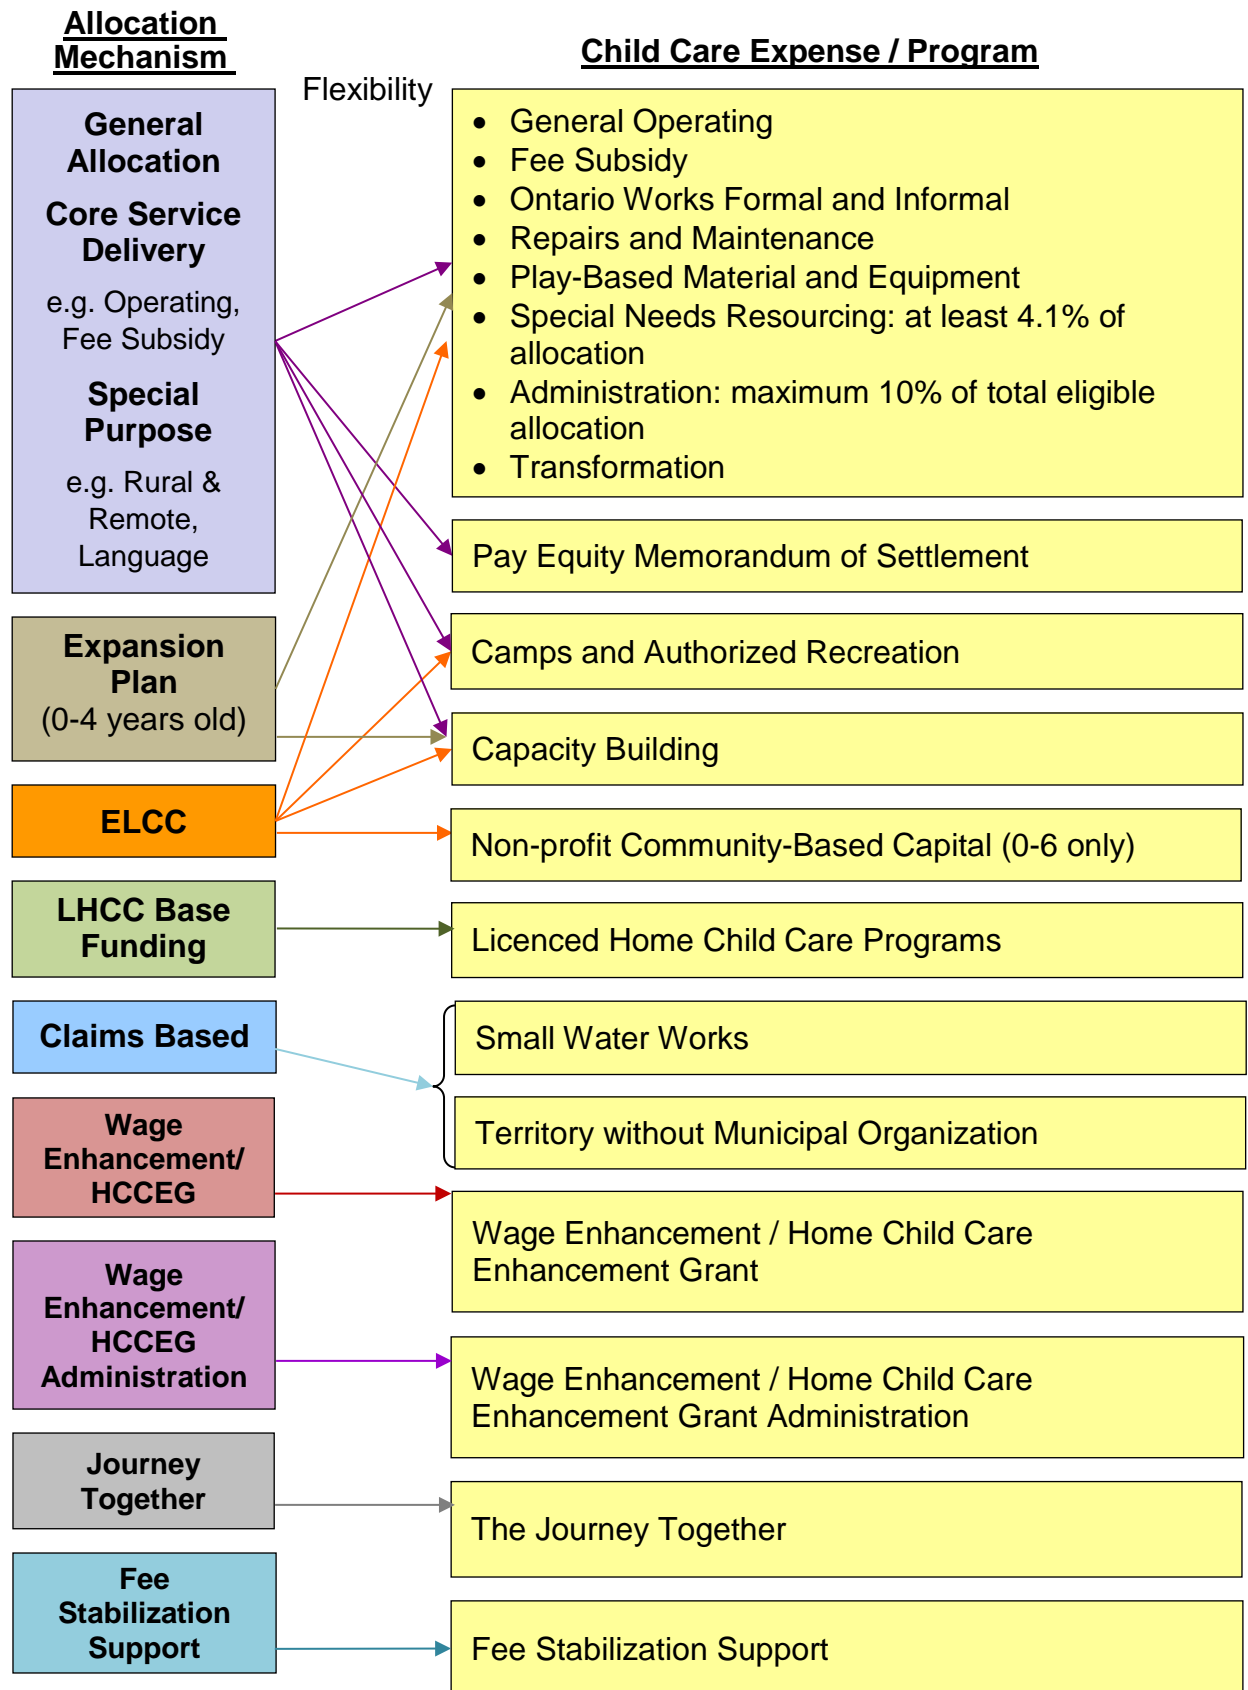 Allocation
Mechanism
Flexibility
Child Care Expense / Program
General
Allocation
Core Service
Delivery
e.g. Operating,
Fee Subsidy
Special
Purpose
e.g. Rural &
Remote,
Language
Expansion
Plan
(0-4 years old)
ELCC
LHCC Base
Funding
Claims Based
Wage
Enhancement/
HCCEG
Wage
Enhancement/
HCCEG
Administration
Journey
Together
Fee
Stabilization
Support
• General Operating
• Fee Subsidy
• Ontario Works Formal and Informal
• Repairs and Maintenance
• Play-Based Material and Equipment
• Special Needs Resourcing: at least 4.1% of
allocation
• Administration: maximum 10% of total eligible
allocation
• Transformation
Pay Equity Memorandum of Settlement
Camps and Authorized Recreation
Capacity Building
Non-profit Community-Based Capital (0-6 only)
Licenced Home Child Care Programs
Small Water Works
Territory without Municipal Organization
Wage Enhancement / Home Child Care
Enhancement Grant
Wage Enhancement / Home Child Care
Enhancement Grant Administration
The Journey Together
Fee Stabilization Support